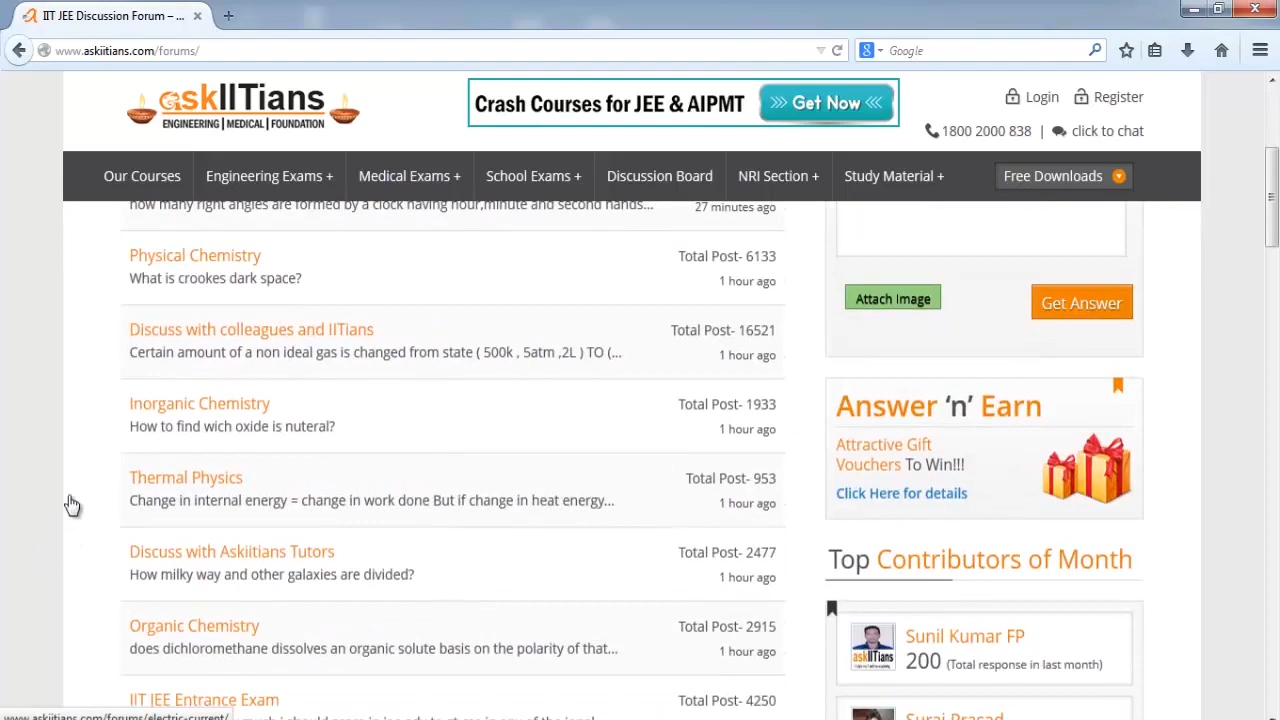 IIT JEE Discussion Forum – ...
www.askiitians.com/forums/
Google
askIITians
ENGINEERING | MEDICAL | FOUNDATION
Crash Courses for JEE & AIPMT
Get Now
Login
Register
1800 2000 838 | click to chat
Our Courses
Engineering Exams +
Medical Exams +
School Exams +
Discussion Board
NRI Section +
Study Material +
Free Downloads
how many right angles are formed by a clock having hour,minute and second hands...
27 minutes ago
Physical Chemistry
Total Post- 6133
What is crookes dark space?
1 hour ago
Discuss with colleagues and IITians
Total Post- 16521
Certain amount of a non ideal gas is changed from state ( 500k , 5atm ,2L ) TO (...
1 hour ago
Inorganic Chemistry
Total Post- 1933
How to find wich oxide is nuteral?
1 hour ago
Thermal Physics
Total Post- 953
Change in internal energy = change in work done But if change in heat energy...
1 hour ago
Discuss with Askiitians Tutors
Total Post- 2477
How milky way and other galaxies are divided?
1 hour ago
Organic Chemistry
Total Post- 2915
does dichloromethane dissolves an organic solute basis on the polarity of that...
1 hour ago
IIT JEE Entrance Exam
Total Post- 4250
Attach Image
Get Answer
Answer ‘n’ Earn
Attractive Gift
Vouchers To Win!!!
Click Here for details
Top Contributors of Month
askIITians
Sunil Kumar FP
200 (Total response in last month)
Suraj Prasad
www.askiitians.com/forums/electric-current/